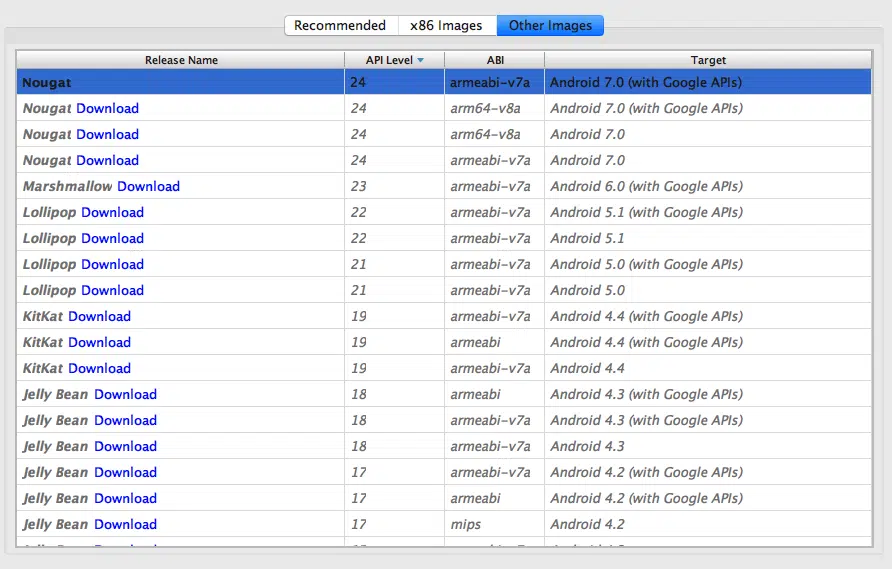 Recommended x86 Images Other Images
Release Name API Level ABI Target
Nougat 24 armeabi-v7a Android 7.0 (with Google APIs)
Nougat Download 24 arm64-v8a Android 7.0 (with Google APIs)
Nougat Download 24 arm64-v8a Android 7.0
Nougat Download 24 armeabi-v7a Android 7.0
Marshmallow Download 23 armeabi-v7a Android 6.0 (with Google APIs)
Lollipop Download 22 armeabi-v7a Android 5.1 (with Google APIs)
Lollipop Download 22 armeabi-v7a Android 5.1
Lollipop Download 21 armeabi-v7a Android 5.0 (with Google APIs)
Lollipop Download 21 armeabi-v7a Android 5.0
KitKat Download 19 armeabi-v7a Android 4.4 (with Google APIs)
KitKat Download 19 armeabi Android 4.4 (with Google APIs)
KitKat Download 19 armeabi-v7a Android 4.4
Jelly Bean Download 18 armeabi Android 4.3 (with Google APIs)
Jelly Bean Download 18 armeabi-v7a Android 4.3 (with Google APIs)
Jelly Bean Download 18 armeabi-v7a Android 4.3
Jelly Bean Download 17 armeabi-v7a Android 4.2 (with Google APIs)
Jelly Bean Download 17 armeabi Android 4.2 (with Google APIs)
Jelly Bean Download 17 mips Android 4.2